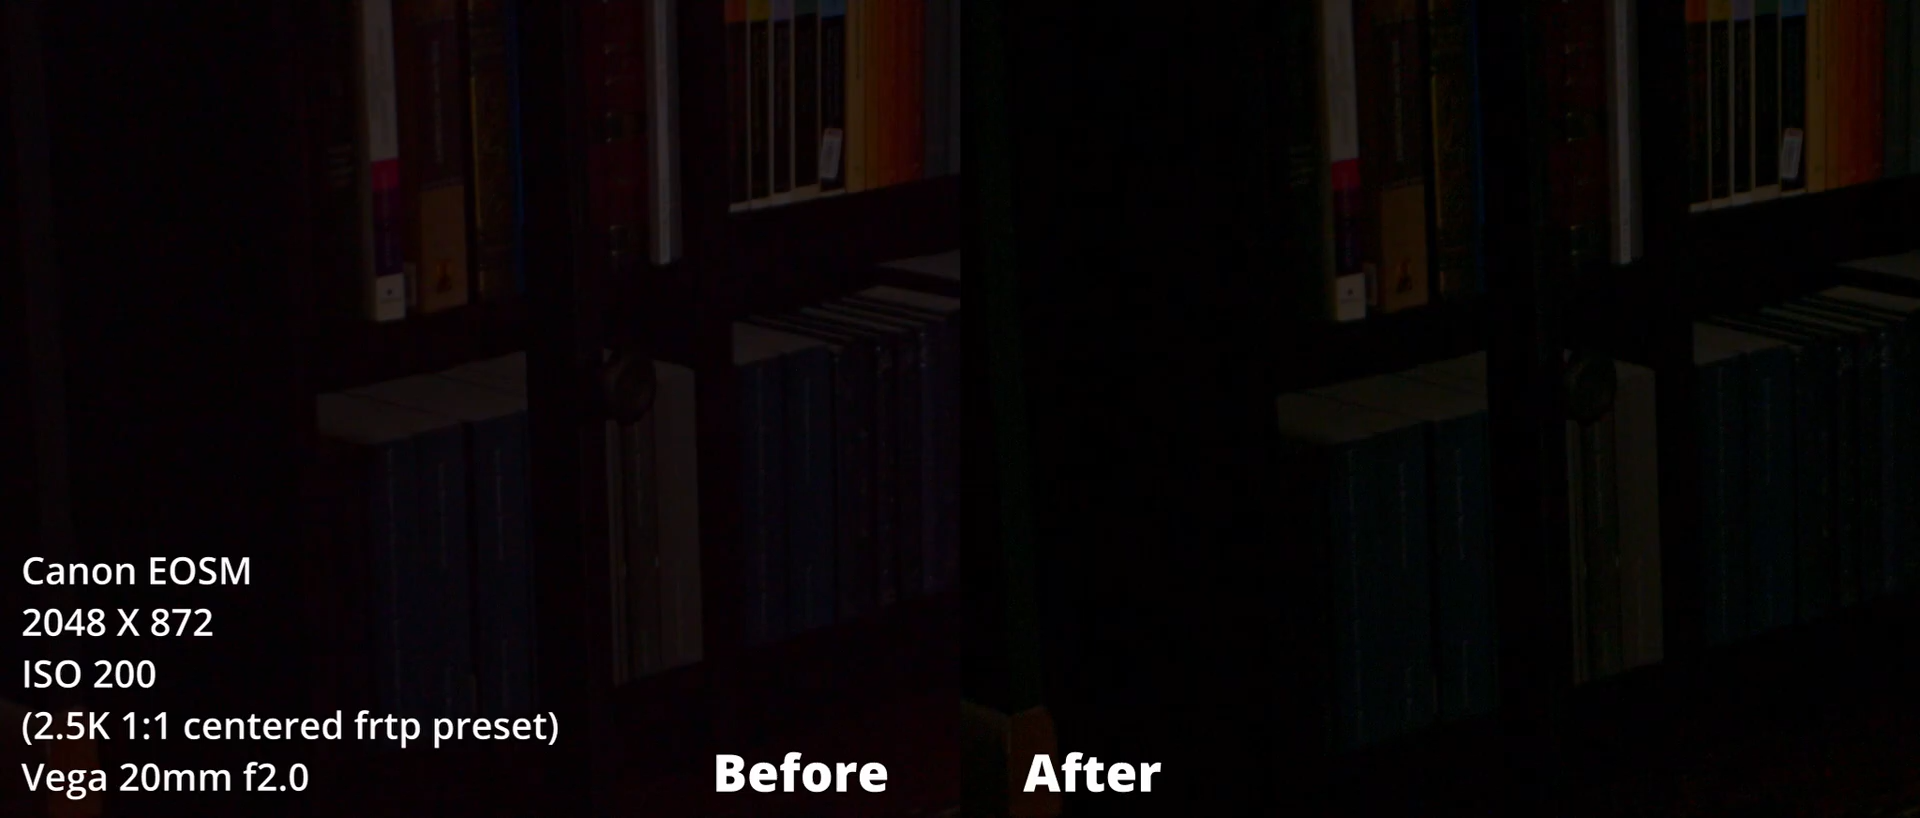 Canon EOSM
2048 X 872
ISO 200
(2.5K 1:1 centered frtp preset)
Vega 20mm f2.0
Before
After